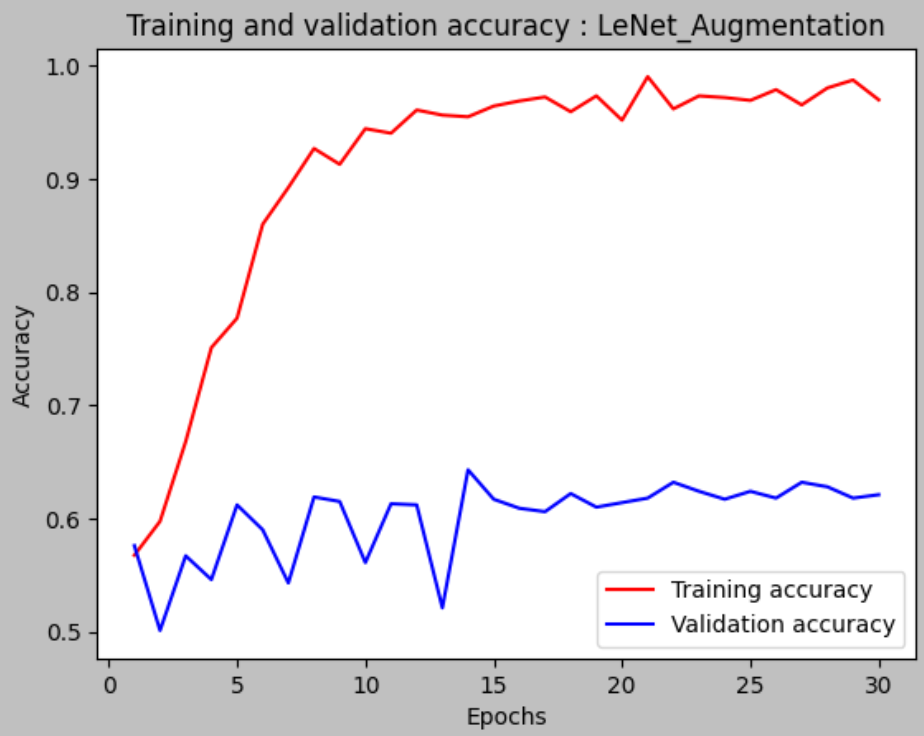 Training and validation accuracy : LeNet_Augmentation
1.0
0.9
0.8
0.7
0.6
0.5
Accuracy
Training accuracy
Validation accuracy
0 5 10 15 20 25 30
Epochs